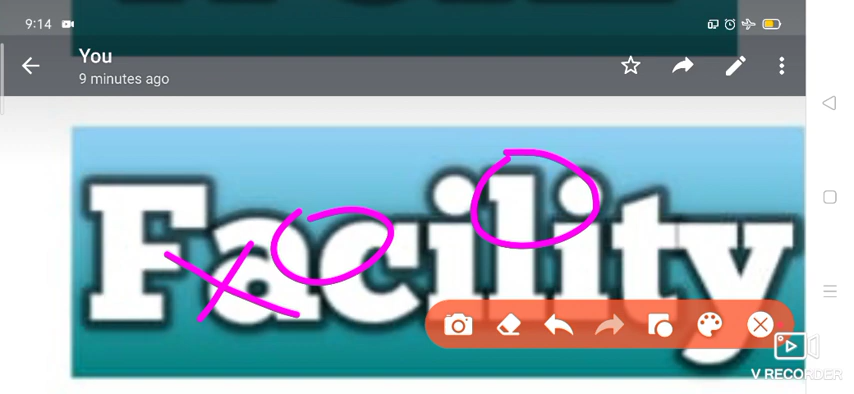 9:14
You
9 minutes ago
Facility
V RECORDER